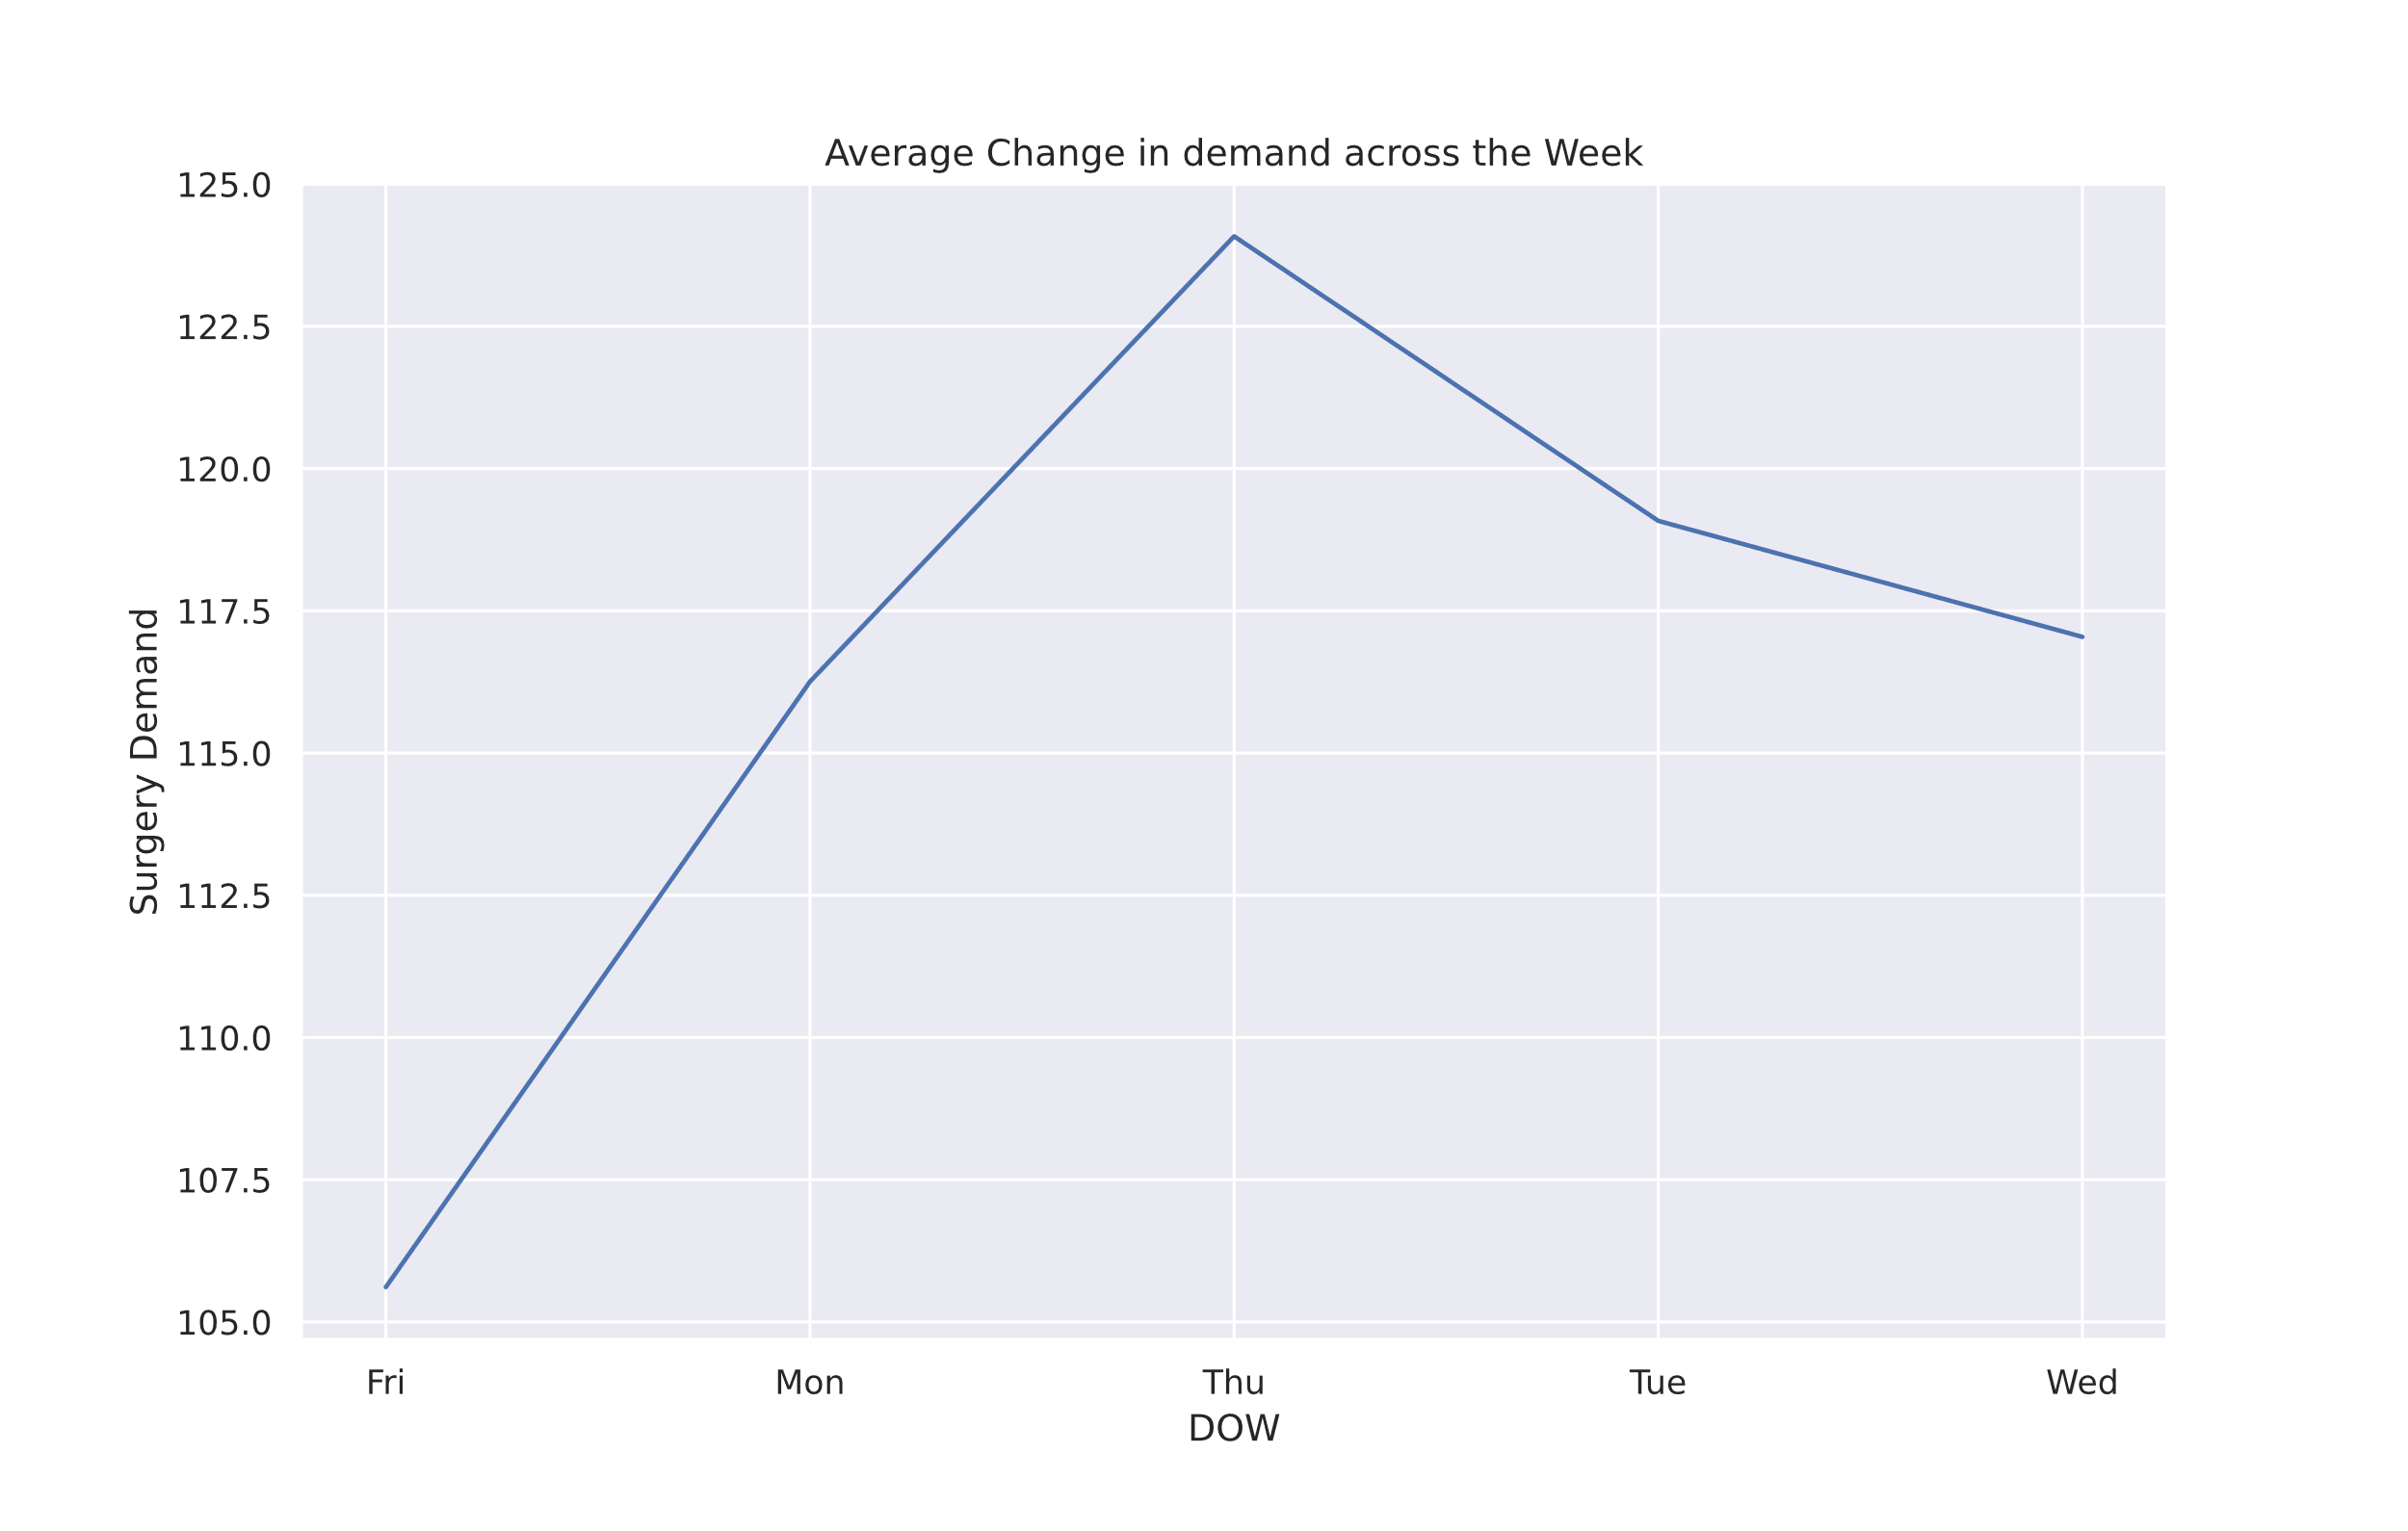 Average Change in demand across the Week
125.0
122.5
120.0
117.5
115.0
112.5
110.0
107.5
105.0
Surgery Demand
Fri Mon Thu Tue Wed
DOW